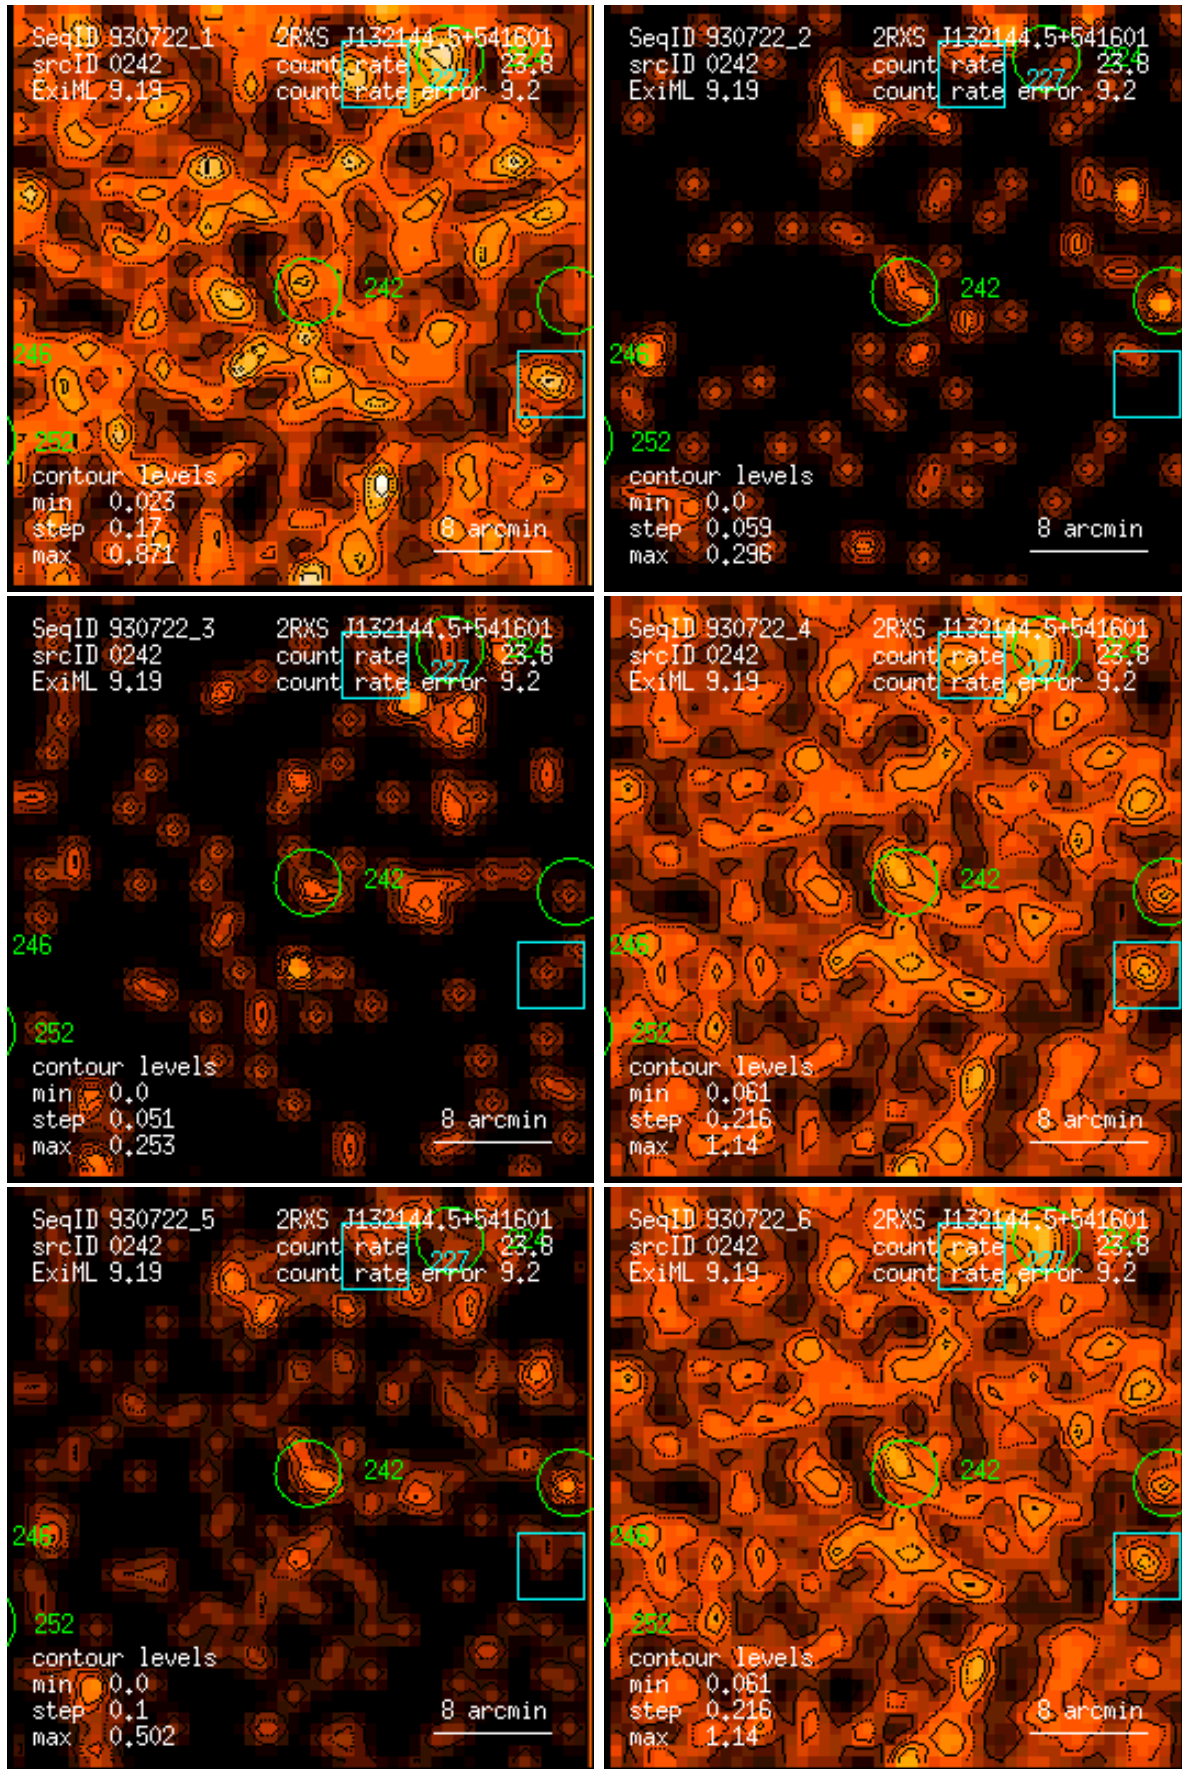 SeqID 930722_1 2RXS J132144.5+541601
srcID 0242 count rate 23.8
ExiML 9.19 count rate error 9.2
227
242
246
252
contour levels
min 0.023
step 0.17
max 0.871
8 arcmin
SeqID 930722_2 2RXS J132144.5+541601
srcID 0242 count rate 23.8
ExiML 9.19 count rate error 9.2
227
242
246
252
contour levels
min 0.0
step 0.059
max 0.296
8 arcmin
SeqID 930722_3 2RXS J132144.5+541601
srcID 0242 count rate 23.8
ExiML 9.19 count rate error 9.2
227
242
246
252
contour levels
min 0.0
step 0.051
max 0.253
8 arcmin
SeqID 930722_4 2RXS J132144.5+541601
srcID 0242 count rate 23.8
ExiML 9.19 count rate error 9.2
227
242
246
252
contour levels
min 0.061
step 0.216
max 1.14
8 arcmin
SeqID 930722_5 2RXS J132144.5+541601
srcID 0242 count rate 23.8
ExiML 9.19 count rate error 9.2
227
242
246
252
contour levels
min 0.0
step 0.1
max 0.502
8 arcmin
SeqID 930722_6 2RXS J132144.5+541601
srcID 0242 count rate 23.8
ExiML 9.19 count rate error 9.2
227
242
246
252
contour levels
min 0.061
step 0.216
max 1.14
8 arcmin